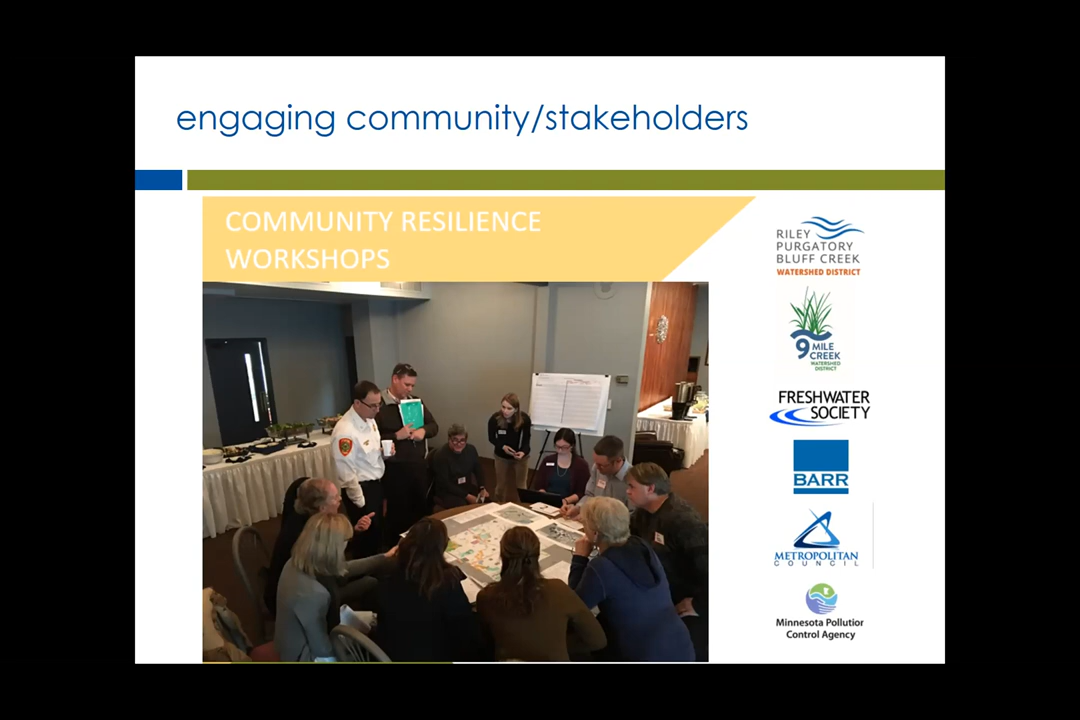 engaging community/stakeholders
COMMUNITY RESILIENCE
WORKSHOPS
RILEY
PURGATORY
BLUFF CREEK
WATERSHED DISTRICT
9 MILE
CREEK
WATERSHED
DISTRICT
FRESHWATER
SOCIETY
BARR
METROPOLITAN
COUNCIL
Minnesota Pollution
Control Agency